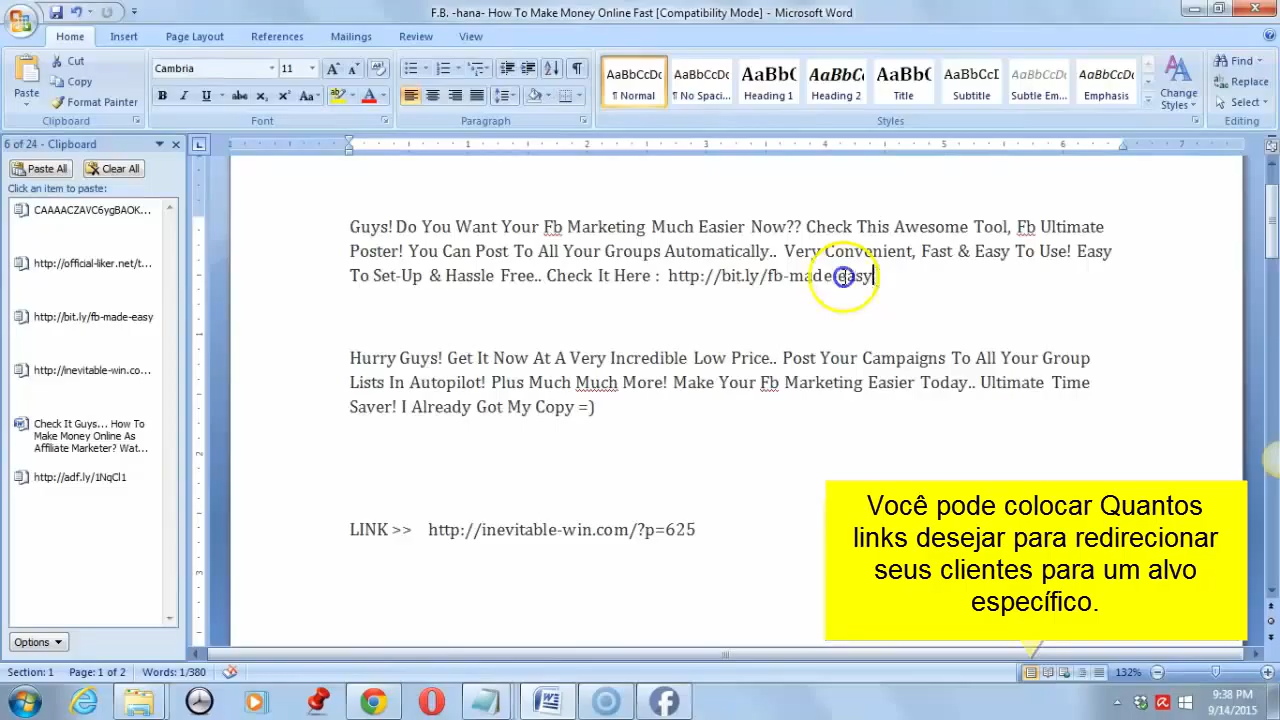 F.B. -hana- How To Make Money Online Fast [Compatibility Mode] - Microsoft Word
Home Insert Page Layout References Mailings Review View
Paste
Cut
Copy
Format Painter
Clipboard
Cambria 11
Font
Paragraph
AaBbCcDc AaBbCcDc AaBbC AaBbCc AaBbC AaBbCcI AaBbCcDc AaBbCcDc
¶ Normal ¶ No Spaci... Heading 1 Heading 2 Title Subtitle Subtle Em... Emphasis
Change Styles
Styles
Find
Replace
Select
Editing
6 of 24 - Clipboard
Paste All Clear All
Click an item to paste:
CAAAACZAVC6ygBAOK...
http://official-liker.net/t...
http://bit.ly/fb-made-easy
http://inevitable-win.co...
Check It Guys... How To
Make Money Online As
Affiliate Marketer? Wat...
http://adf.ly/1NqCl1
Options
1 2 3 4 5 6 7
Guys! Do You Want Your Fb Marketing Much Easier Now?? Check This Awesome Tool, Fb Ultimate
Poster! You Can Post To All Your Groups Automatically.. Very Convenient, Fast & Easy To Use! Easy
To Set-Up & Hassle Free.. Check It Here : http://bit.ly/fb-made-easy
Hurry Guys! Get It Now At A Very Incredible Low Price.. Post Your Campaigns To All Your Group
Lists In Autopilot! Plus Much Much More! Make Your Fb Marketing Easier Today.. Ultimate Time
Saver! I Already Got My Copy =)
LINK >> http://inevitable-win.com/?p=625
Você pode colocar Quantos
links desejar para redirecionar
seus clientes para um alvo
específico.
Section: 1 Page: 1 of 2 Words: 1/380 132%
9:38 PM
9/14/2015